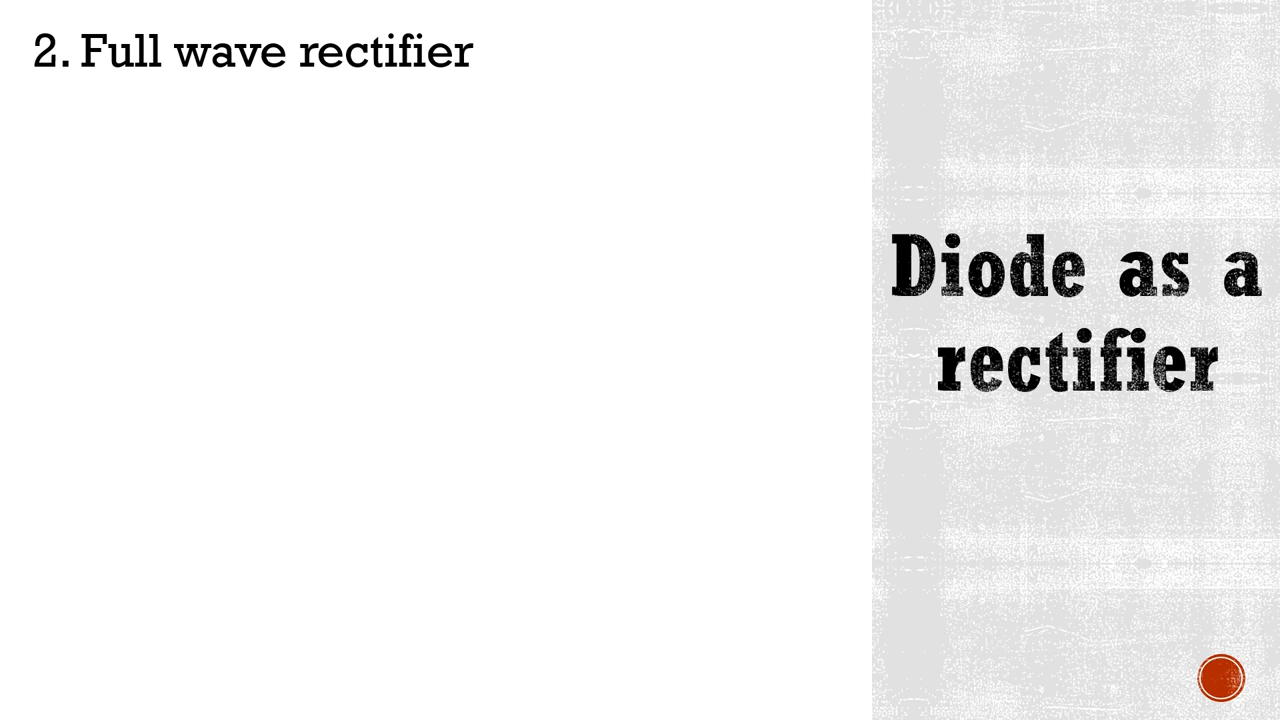 2. Full wave rectifier
Diode as a
rectifier